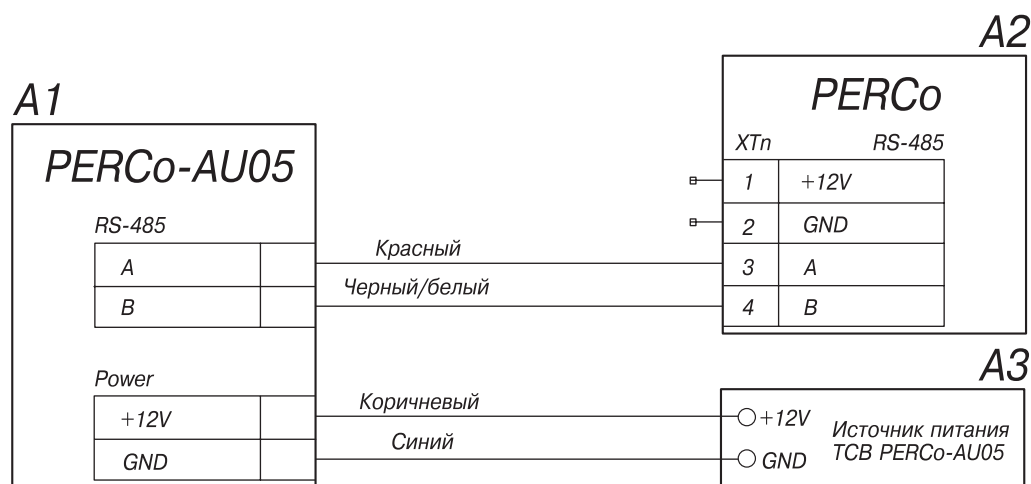 A1
PERCo-AU05
RS-485
A
B
Power
+12V
GND
Красный
Черный/белый
Коричневый
Синий
A2
PERCo
XTn RS-485
1 +12V
2 GND
3 A
4 B
A3
+12V
GND
Источник питания
ТСВ PERCo-AU05